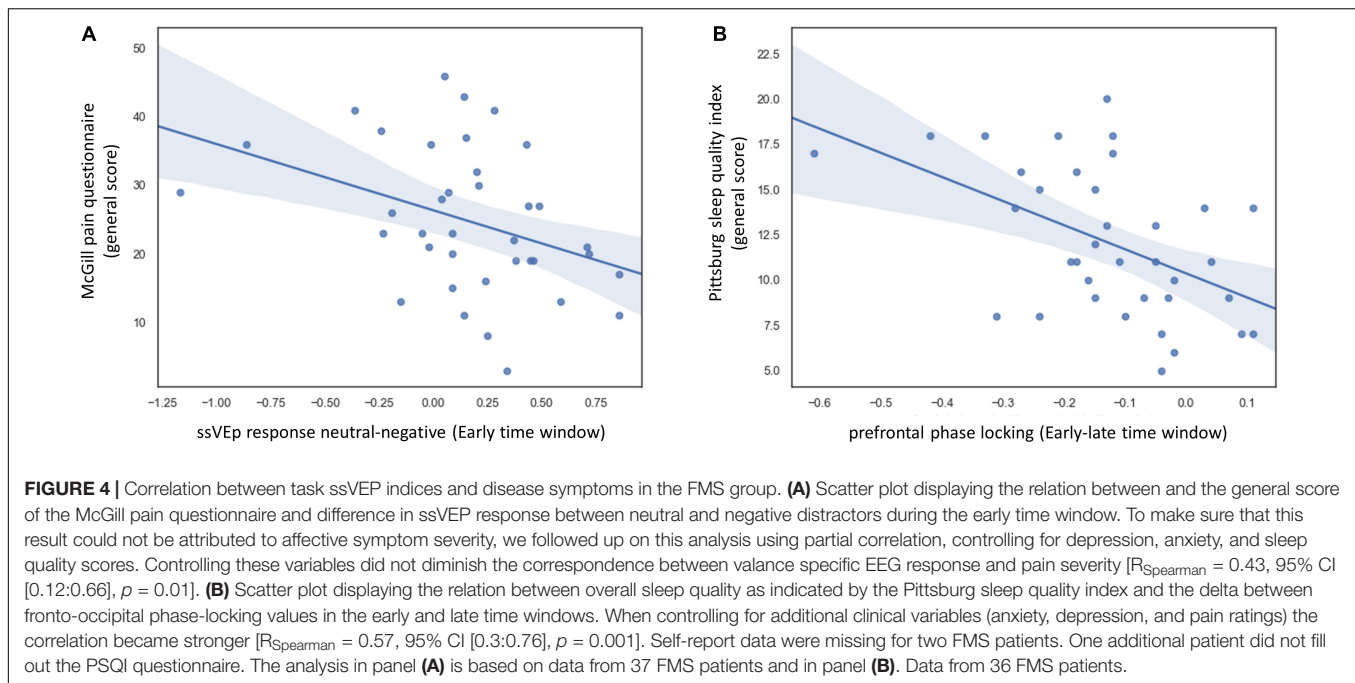 A
McGill pain questionnaire
(general score)
50
40
30
20
10
−1.25 −1.00 −0.75 −0.50 −0.25 0.00 0.25 0.50 0.75
ssVEp response neutral-negative (Early time window)
B
Pittsburg sleep quality index
(general score)
22.5
20.0
17.5
15.0
12.5
10.0
7.5
5.0
−0.6 −0.5 −0.4 −0.3 −0.2 −0.1 0.0 0.1
prefrontal phase locking (Early-late time window)
FIGURE 4 | Correlation between task ssVEP indices and disease symptoms in the FMS group. (A) Scatter plot displaying the relation between and the general score
of the McGill pain questionnaire and difference in ssVEP response between neutral and negative distractors during the early time window. To make sure that this
result could not be attributed to affective symptom severity, we followed up on this analysis using partial correlation, controlling for depression, anxiety, and sleep
quality scores. Controlling these variables did not diminish the correspondence between valance specific EEG response and pain severity [RSpearman = 0.43, 95% CI
[0.12:0.66], p = 0.01]. (B) Scatter plot displaying the relation between overall sleep quality as indicated by the Pittsburg sleep quality index and the delta between
fronto-occipital phase-locking values in the early and late time windows. When controlling for additional clinical variables (anxiety, depression, and pain ratings) the
correlation became stronger [RSpearman = 0.57, 95% CI [0.3:0.76], p = 0.001]. Self-report data were missing for two FMS patients. One additional patient did not fill
out the PSQI questionnaire. The analysis in panel (A) is based on data from 37 FMS patients and in panel (B). Data from 36 FMS patients.